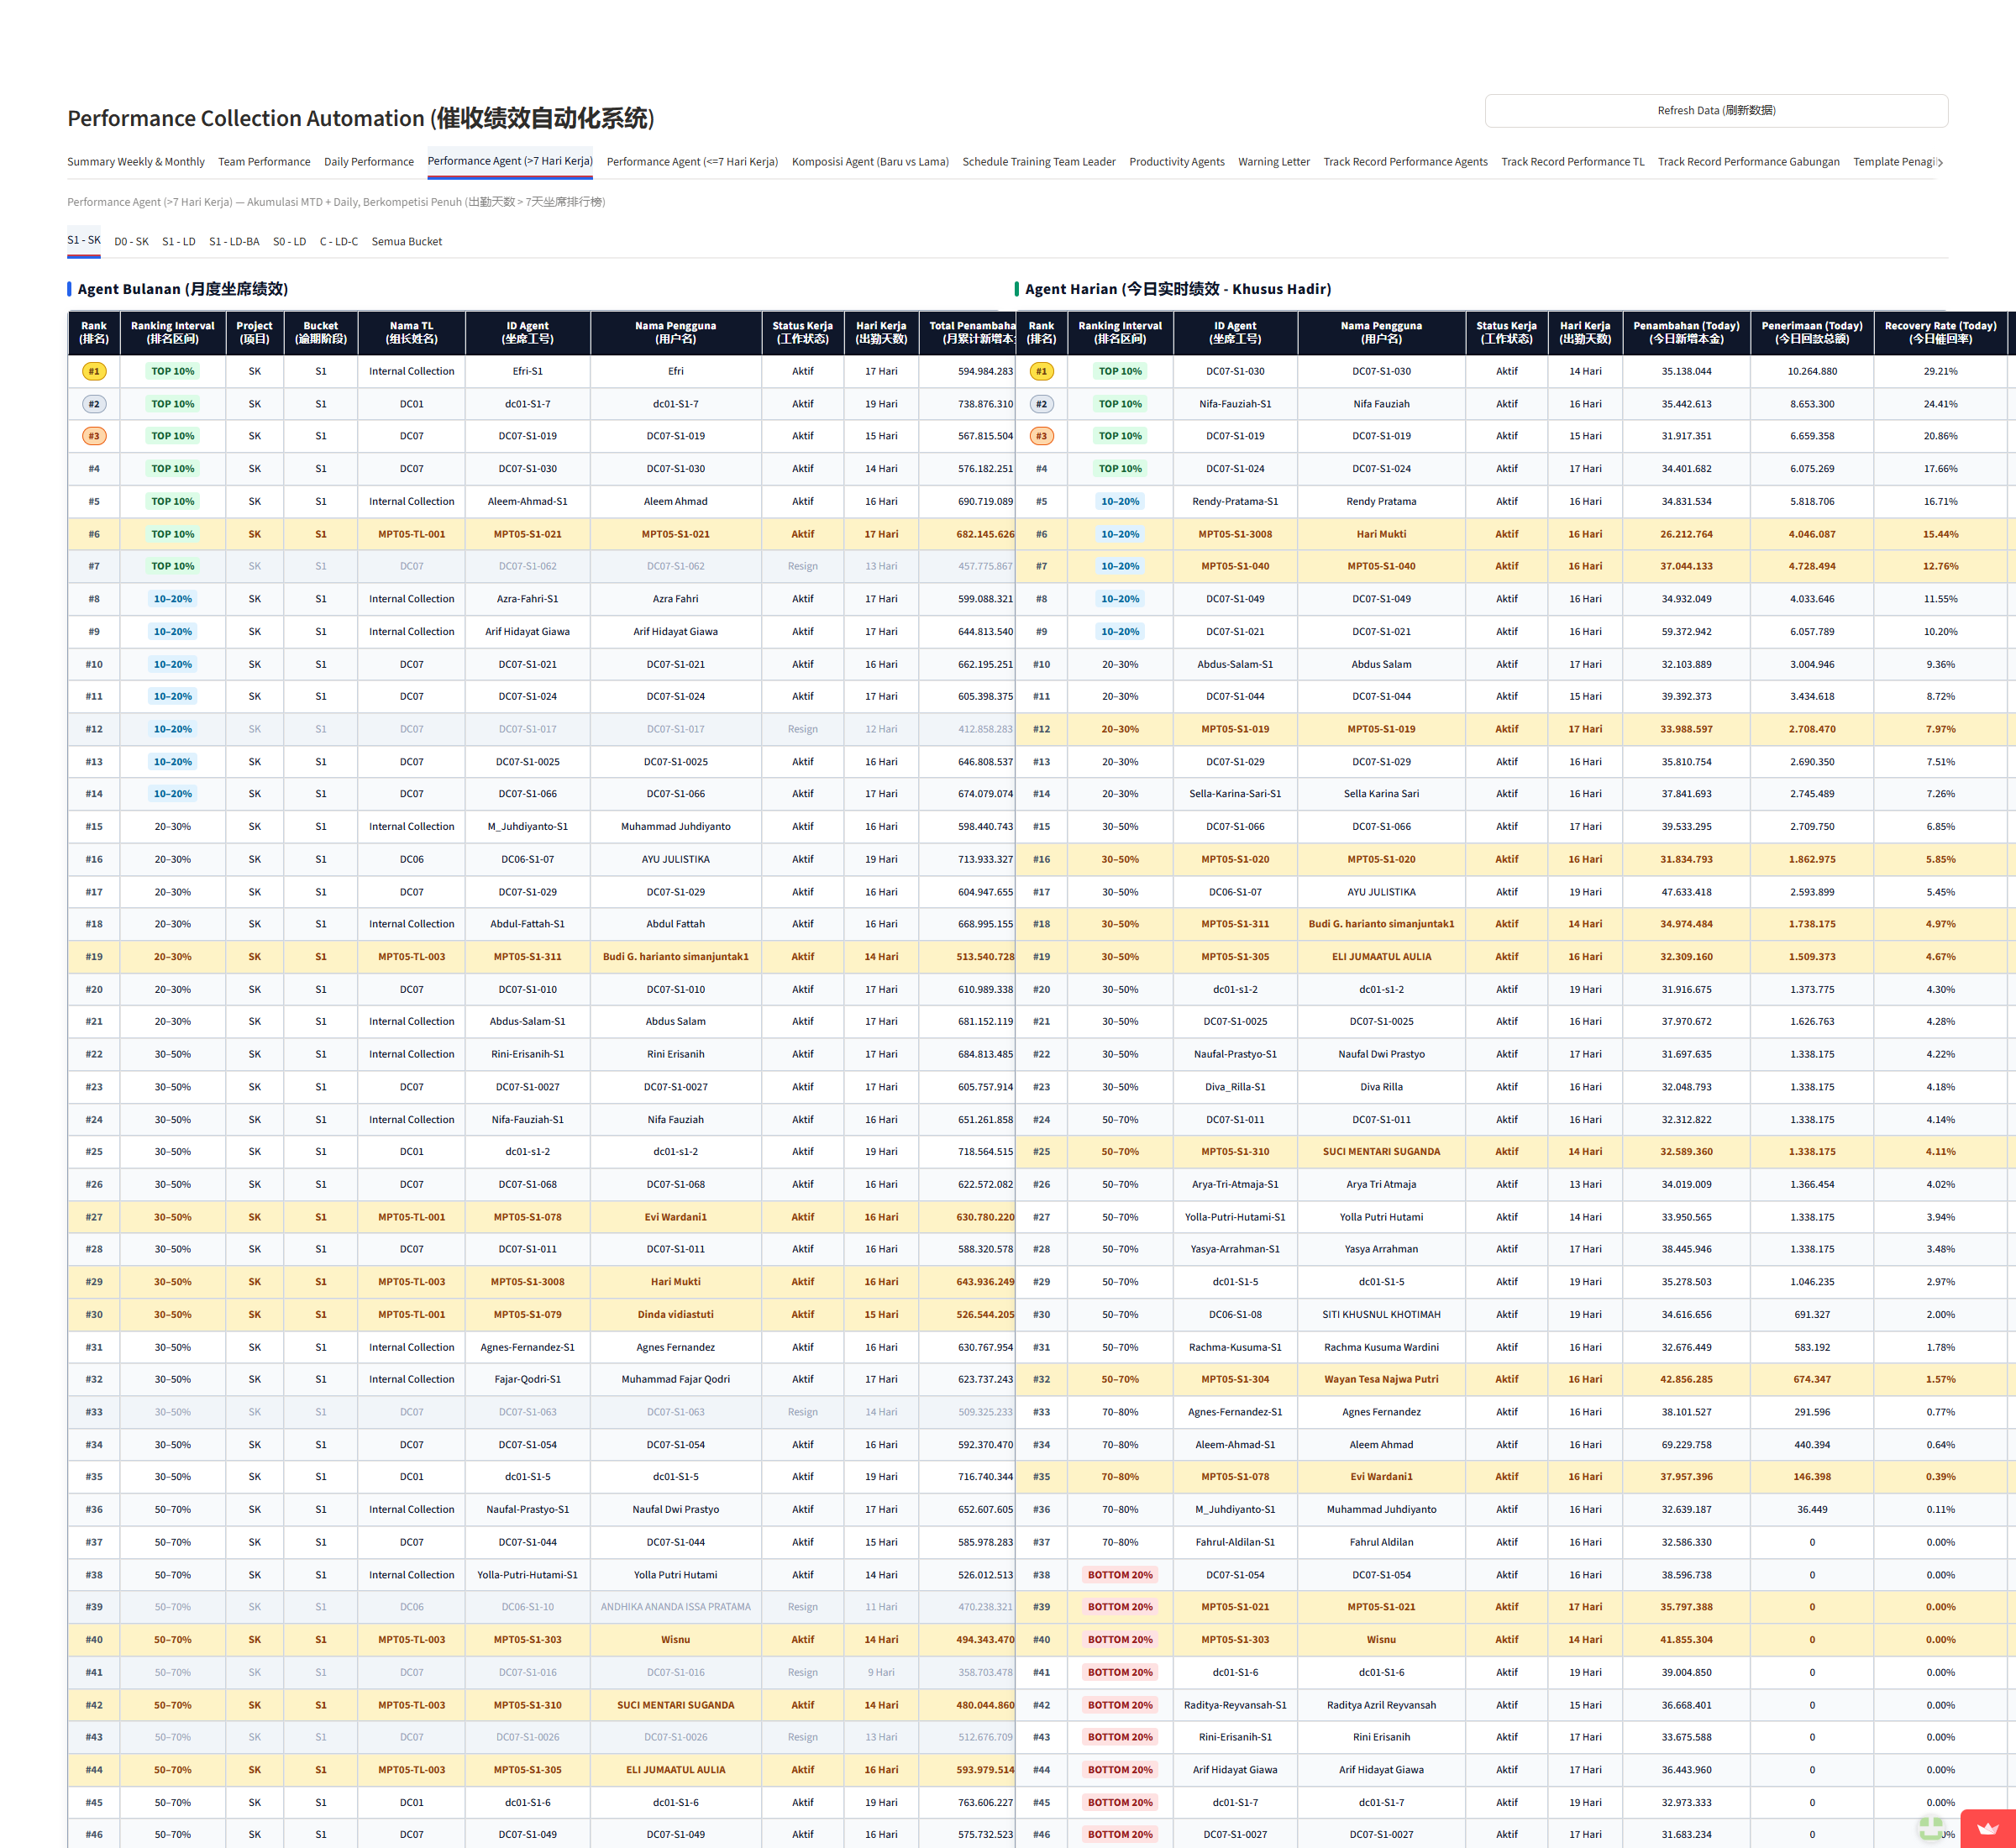 Performance Collection Automation (催收绩效自动化系统)
Refresh Data (刷新数据)
Summary Weekly & Monthly Team Performance Daily Performance Performance Agent (>7 Hari Kerja) Performance Agent (<=7 Hari Kerja) Komposisi Agent (Baru vs Lama) Schedule Training Team Leader Productivity Agents Warning Letter Track Record Performance Agents Track Record Performance TL Track Record Performance Gabungan Template Penagi
Performance Agent (>7 Hari Kerja) — Akumulasi MTD + Daily, Berkompetisi Penuh (出勤天数 > 7天坐席排行榜)
S1 - SK D0 - SK S1 - LD S1 - LD-BA S0 - LD C - LD-C Semua Bucket
Agent Bulanan (月度坐席绩效)
Rank Ranking Interval Project Bucket Nama TL ID Agent Nama Pengguna Status Kerja Hari Kerja Total Penambaha
(排名) (排名区间) (项目) (逾期阶段) (组长姓名) (坐席工号) (用户名) (工作状态) (出勤天数) (月累计新增本
#1 TOP 10% SK S1 Internal Collection Efri-S1 Efri Aktif 17 Hari 594.984.283
#2 TOP 10% SK S1 DC01 dc01-S1-7 dc01-S1-7 Aktif 19 Hari 738.876.310
#3 TOP 10% SK S1 DC07 DC07-S1-019 DC07-S1-019 Aktif 15 Hari 567.815.504
#4 TOP 10% SK S1 DC07 DC07-S1-030 DC07-S1-030 Aktif 14 Hari 576.182.251
#5 TOP 10% SK S1 Internal Collection Aleem-Ahmad-S1 Aleem Ahmad Aktif 16 Hari 690.719.089
#6 TOP 10% SK S1 MPT05-TL-001 MPT05-S1-021 MPT05-S1-021 Aktif 17 Hari 682.145.626
#7 TOP 10% SK S1 DC07 DC07-S1-062 DC07-S1-062 Resign 13 Hari 457.775.867
#8 10–20% SK S1 Internal Collection Azra-Fahri-S1 Azra Fahri Aktif 17 Hari 599.088.321
#9 10–20% SK S1 Internal Collection Arif Hidayat Giawa Arif Hidayat Giawa Aktif 17 Hari 644.813.540
#10 10–20% SK S1 DC07 DC07-S1-021 DC07-S1-021 Aktif 16 Hari 662.195.251
#11 10–20% SK S1 DC07 DC07-S1-024 DC07-S1-024 Aktif 17 Hari 605.398.375
#12 10–20% SK S1 DC07 DC07-S1-017 DC07-S1-017 Resign 12 Hari 412.858.283
#13 10–20% SK S1 DC07 DC07-S1-0025 DC07-S1-0025 Aktif 16 Hari 646.808.537
#14 10–20% SK S1 DC07 DC07-S1-066 DC07-S1-066 Aktif 17 Hari 674.079.074
#15 20–30% SK S1 Internal Collection M_Juhdiyanto-S1 Muhammad Juhdiyanto Aktif 16 Hari 598.440.743
#16 20–30% SK S1 DC06 DC06-S1-07 AYU JULISTIKA Aktif 19 Hari 713.933.327
#17 20–30% SK S1 DC07 DC07-S1-029 DC07-S1-029 Aktif 16 Hari 604.947.655
#18 20–30% SK S1 Internal Collection Abdul-Fattah-S1 Abdul Fattah Aktif 16 Hari 668.995.155
#19 20–30% SK S1 MPT05-TL-003 MPT05-S1-311 Budi G. harianto simanjuntak1 Aktif 14 Hari 513.540.728
#20 20–30% SK S1 DC07 DC07-S1-010 DC07-S1-010 Aktif 17 Hari 610.989.338
#21 20–30% SK S1 Internal Collection Abdus-Salam-S1 Abdus Salam Aktif 17 Hari 681.152.119
#22 30–50% SK S1 Internal Collection Rini-Erisanih-S1 Rini Erisanih Aktif 17 Hari 684.813.485
#23 30–50% SK S1 DC07 DC07-S1-0027 DC07-S1-0027 Aktif 17 Hari 605.757.914
#24 30–50% SK S1 Internal Collection Nifa-Fauziah-S1 Nifa Fauziah Aktif 16 Hari 651.261.858
#25 30–50% SK S1 DC01 dc01-s1-2 dc01-s1-2 Aktif 19 Hari 718.564.515
#26 30–50% SK S1 DC07 DC07-S1-068 DC07-S1-068 Aktif 16 Hari 622.572.082
#27 30–50% SK S1 MPT05-TL-001 MPT05-S1-078 Evi Wardani1 Aktif 16 Hari 630.780.220
#28 30–50% SK S1 DC07 DC07-S1-011 DC07-S1-011 Aktif 16 Hari 588.320.578
#29 30–50% SK S1 MPT05-TL-003 MPT05-S1-3008 Hari Mukti Aktif 16 Hari 643.936.249
#30 30–50% SK S1 MPT05-TL-001 MPT05-S1-079 Dinda vidiastuti Aktif 15 Hari 526.544.205
#31 30–50% SK S1 Internal Collection Agnes-Fernandez-S1 Agnes Fernandez Aktif 16 Hari 630.767.954
#32 30–50% SK S1 Internal Collection Fajar-Qodri-S1 Muhammad Fajar Qodri Aktif 17 Hari 623.737.243
#33 30–50% SK S1 DC07 DC07-S1-063 DC07-S1-063 Resign 14 Hari 509.325.233
#34 30–50% SK S1 DC07 DC07-S1-054 DC07-S1-054 Aktif 16 Hari 592.370.470
#35 30–50% SK S1 DC01 dc01-S1-5 dc01-S1-5 Aktif 19 Hari 716.740.344
#36 50–70% SK S1 Internal Collection Naufal-Prastyo-S1 Naufal Dwi Prastyo Aktif 17 Hari 652.607.605
#37 50–70% SK S1 DC07 DC07-S1-044 DC07-S1-044 Aktif 15 Hari 585.978.283
#38 50–70% SK S1 Internal Collection Yolla-Putri-Hutami-S1 Yolla Putri Hutami Aktif 14 Hari 526.012.513
#39 50–70% SK S1 DC06 DC06-S1-10 ANDHIKA ANANDA ISSA PRATAMA Resign 11 Hari 470.238.321
#40 50–70% SK S1 MPT05-TL-003 MPT05-S1-303 Wisnu Aktif 14 Hari 494.343.470
#41 50–70% SK S1 DC07 DC07-S1-016 DC07-S1-016 Resign 9 Hari 358.703.478
#42 50–70% SK S1 MPT05-TL-003 MPT05-S1-310 SUCI MENTARI SUGANDA Aktif 14 Hari 480.044.860
#43 50–70% SK S1 DC07 DC07-S1-0026 DC07-S1-0026 Resign 13 Hari 512.676.709
#44 50–70% SK S1 MPT05-TL-003 MPT05-S1-305 ELI JUMAATUL AULIA Aktif 16 Hari 593.979.514
#45 50–70% SK S1 DC01 dc01-S1-6 dc01-S1-6 Aktif 19 Hari 763.606.227
#46 50–70% SK S1 DC07 DC07-S1-049 DC07-S1-049 Aktif 16 Hari 575.732.523
Agent Harian (今日实时绩效 - Khusus Hadir)
Rank Ranking Interval ID Agent Nama Pengguna Status Kerja Hari Kerja Penambahan (Today) Penerimaan (Today) Recovery Rate (Today)
(排名) (排名区间) (坐席工号) (用户名) (工作状态) (出勤天数) (今日新增本金) (今日回款总额) (今日催回率)
#1 TOP 10% DC07-S1-030 DC07-S1-030 Aktif 14 Hari 35.138.044 10.264.880 29.21%
#2 TOP 10% Nifa-Fauziah-S1 Nifa Fauziah Aktif 16 Hari 35.442.613 8.653.300 24.41%
#3 TOP 10% DC07-S1-019 DC07-S1-019 Aktif 15 Hari 31.917.351 6.659.358 20.86%
#4 TOP 10% DC07-S1-024 DC07-S1-024 Aktif 17 Hari 34.401.682 6.075.269 17.66%
#5 10–20% Rendy-Pratama-S1 Rendy Pratama Aktif 16 Hari 34.831.534 5.818.706 16.71%
#6 10–20% MPT05-S1-3008 Hari Mukti Aktif 16 Hari 26.212.764 4.046.087 15.44%
#7 10–20% MPT05-S1-040 MPT05-S1-040 Aktif 16 Hari 37.044.133 4.728.494 12.76%
#8 10–20% DC07-S1-049 DC07-S1-049 Aktif 16 Hari 34.932.049 4.033.646 11.55%
#9 10–20% DC07-S1-021 DC07-S1-021 Aktif 16 Hari 59.372.942 6.057.789 10.20%
#10 20–30% Abdus-Salam-S1 Abdus Salam Aktif 17 Hari 32.103.889 3.004.946 9.36%
#11 20–30% DC07-S1-044 DC07-S1-044 Aktif 15 Hari 39.392.373 3.434.618 8.72%
#12 20–30% MPT05-S1-019 MPT05-S1-019 Aktif 17 Hari 33.988.597 2.708.470 7.97%
#13 20–30% DC07-S1-029 DC07-S1-029 Aktif 16 Hari 35.810.754 2.690.350 7.51%
#14 20–30% Sella-Karina-Sari-S1 Sella Karina Sari Aktif 16 Hari 37.841.693 2.745.489 7.26%
#15 30–50% DC07-S1-066 DC07-S1-066 Aktif 17 Hari 39.533.295 2.709.750 6.85%
#16 30–50% MPT05-S1-020 MPT05-S1-020 Aktif 16 Hari 31.834.793 1.862.975 5.85%
#17 30–50% DC06-S1-07 AYU JULISTIKA Aktif 19 Hari 47.633.418 2.593.899 5.45%
#18 30–50% MPT05-S1-311 Budi G. harianto simanjuntak1 Aktif 14 Hari 34.974.484 1.738.175 4.97%
#19 30–50% MPT05-S1-305 ELI JUMAATUL AULIA Aktif 16 Hari 32.309.160 1.509.373 4.67%
#20 30–50% dc01-s1-2 dc01-s1-2 Aktif 19 Hari 31.916.675 1.373.775 4.30%
#21 30–50% DC07-S1-0025 DC07-S1-0025 Aktif 16 Hari 37.970.672 1.626.763 4.28%
#22 30–50% Naufal-Prastyo-S1 Naufal Dwi Prastyo Aktif 17 Hari 31.697.635 1.338.175 4.22%
#23 30–50% Diva_Rilla-S1 Diva Rilla Aktif 16 Hari 32.048.793 1.338.175 4.18%
#24 50–70% DC07-S1-011 DC07-S1-011 Aktif 16 Hari 32.312.822 1.338.175 4.14%
#25 50–70% MPT05-S1-310 SUCI MENTARI SUGANDA Aktif 14 Hari 32.589.360 1.338.175 4.11%
#26 50–70% Arya-Tri-Atmaja-S1 Arya Tri Atmaja Aktif 13 Hari 34.019.009 1.366.454 4.02%
#27 50–70% Yolla-Putri-Hutami-S1 Yolla Putri Hutami Aktif 14 Hari 33.950.565 1.338.175 3.94%
#28 50–70% Yasya-Arrahman-S1 Yasya Arrahman Aktif 17 Hari 38.445.946 1.338.175 3.48%
#29 50–70% dc01-S1-5 dc01-S1-5 Aktif 19 Hari 35.278.503 1.046.235 2.97%
#30 50–70% DC06-S1-08 SITI KHUSNUL KHOTIMAH Aktif 19 Hari 34.616.656 691.327 2.00%
#31 50–70% Rachma-Kusuma-S1 Rachma Kusuma Wardini Aktif 16 Hari 32.676.449 583.192 1.78%
#32 50–70% MPT05-S1-304 Wayan Tesa Najwa Putri Aktif 16 Hari 42.856.285 674.347 1.57%
#33 70–80% Agnes-Fernandez-S1 Agnes Fernandez Aktif 16 Hari 38.101.527 291.596 0.77%
#34 70–80% Aleem-Ahmad-S1 Aleem Ahmad Aktif 16 Hari 69.229.758 440.394 0.64%
#35 70–80% MPT05-S1-078 Evi Wardani1 Aktif 16 Hari 37.957.396 146.398 0.39%
#36 70–80% M_Juhdiyanto-S1 Muhammad Juhdiyanto Aktif 16 Hari 32.639.187 36.449 0.11%
#37 70–80% Fahrul-Aldilan-S1 Fahrul Aldilan Aktif 16 Hari 32.586.330 0 0.00%
#38 BOTTOM 20% DC07-S1-054 DC07-S1-054 Aktif 16 Hari 38.596.738 0 0.00%
#39 BOTTOM 20% MPT05-S1-021 MPT05-S1-021 Aktif 17 Hari 35.797.388 0 0.00%
#40 BOTTOM 20% MPT05-S1-303 Wisnu Aktif 14 Hari 41.855.304 0 0.00%
#41 BOTTOM 20% dc01-S1-6 dc01-S1-6 Aktif 19 Hari 39.004.850 0 0.00%
#42 BOTTOM 20% Raditya-Reyvansah-S1 Raditya Azril Reyvansah Aktif 15 Hari 36.668.401 0 0.00%
#43 BOTTOM 20% Rini-Erisanih-S1 Rini Erisanih Aktif 17 Hari 33.675.588 0 0.00%
#44 BOTTOM 20% Arif Hidayat Giawa Arif Hidayat Giawa Aktif 17 Hari 36.443.960 0 0.00%
#45 BOTTOM 20% dc01-S1-7 dc01-S1-7 Aktif 19 Hari 32.973.333 0 0.00%
#46 BOTTOM 20% DC07-S1-0027 DC07-S1-0027 Aktif 17 Hari 31.683.234 0